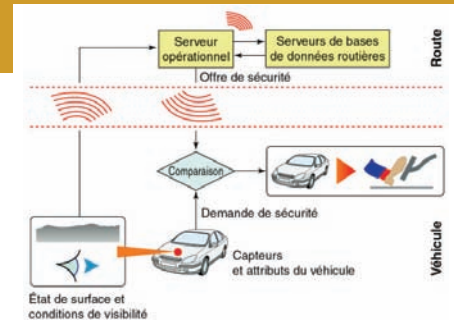 Serveur
opérationnel
Serveurs de bases
de données routières
Route
Offre de sécurité
Comparaison
Demande de sécurité
Capteurs
et attributs du véhicule
Véhicule
État de surface et
conditions de visibilité